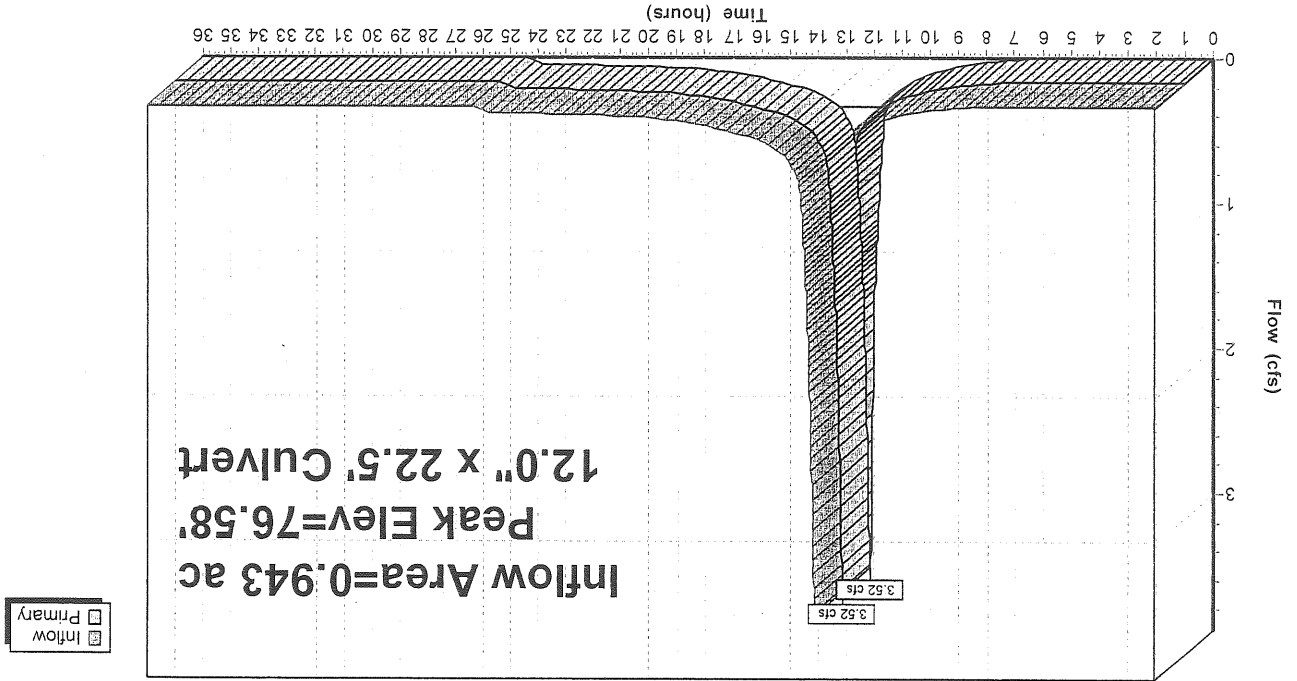 Inflow
Primary
3.52 cfs
3.52 cfs
Inflow Area=0.943 ac
Peak Elev=76.58'
12.0" x 22.5' Culvert
Flow (cfs)
3
2
1
0
0 1 2 3 4 5 6 7 8 9 10 11 12 13 14 15 16 17 18 19 20 21 22 23 24 25 26 27 28 29 30 31 32 33 34 35 36
Time (hours)